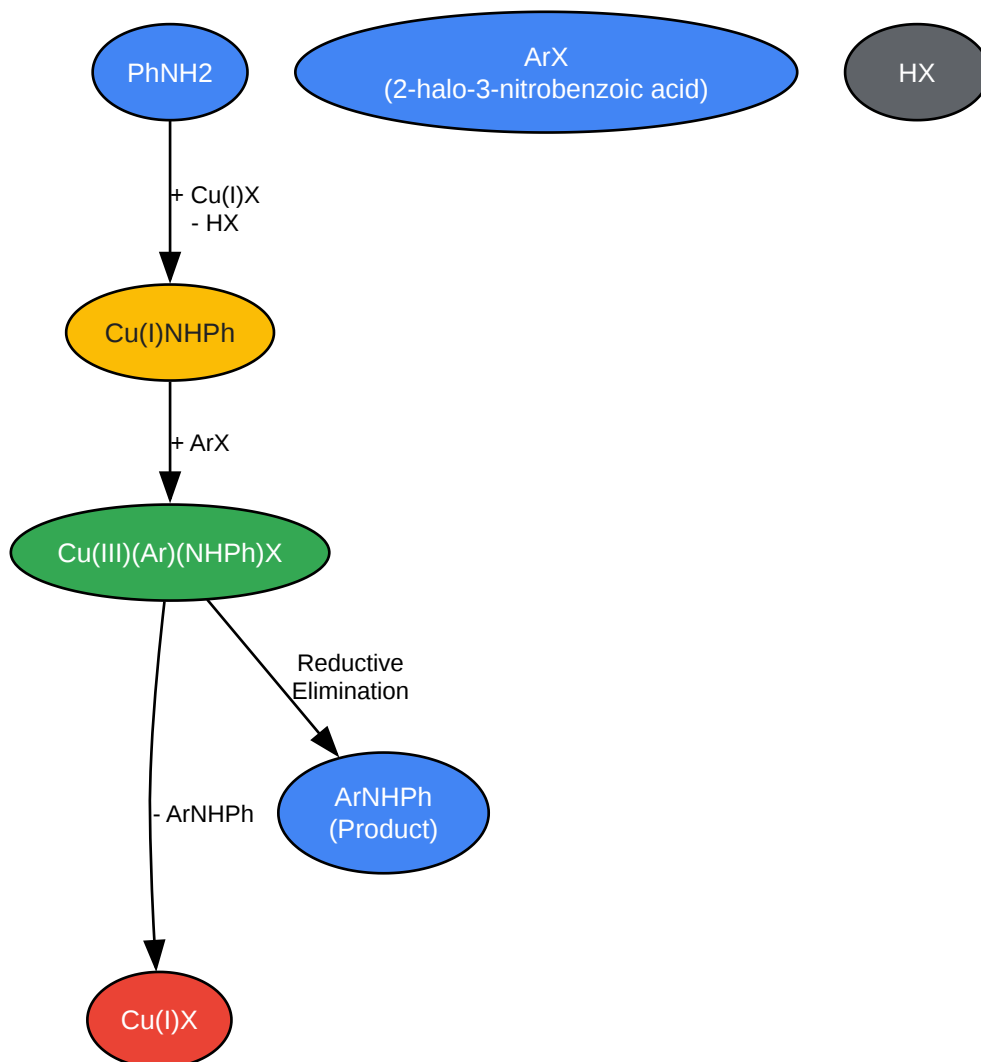 PhNH2
ArX
(2-halo-3-nitrobenzoic acid)
HX
+ Cu(I)X
- HX
Cu(I)NHPh
+ ArX
Cu(III)(Ar)(NHPh)X
Reductive
Elimination
- ArNHPh
ArNHPh
(Product)
Cu(I)X